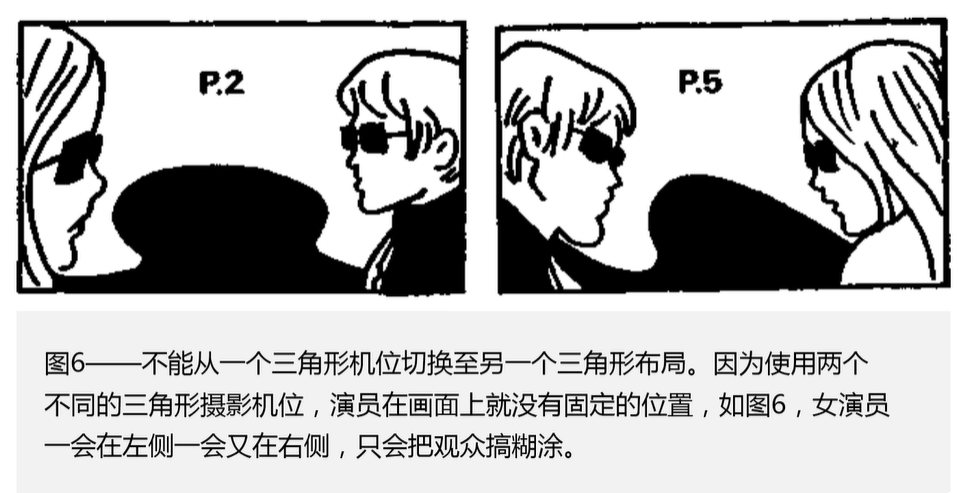 P.2
P.5
图6——不能从一个三角形机位切换至另一个三角形布局。因为使用两个
不同的三角形摄影机位，演员在画面上就没有固定的位置，如图6，女演员
一会在左侧一会又在右侧，只会把观众搞糊涂。